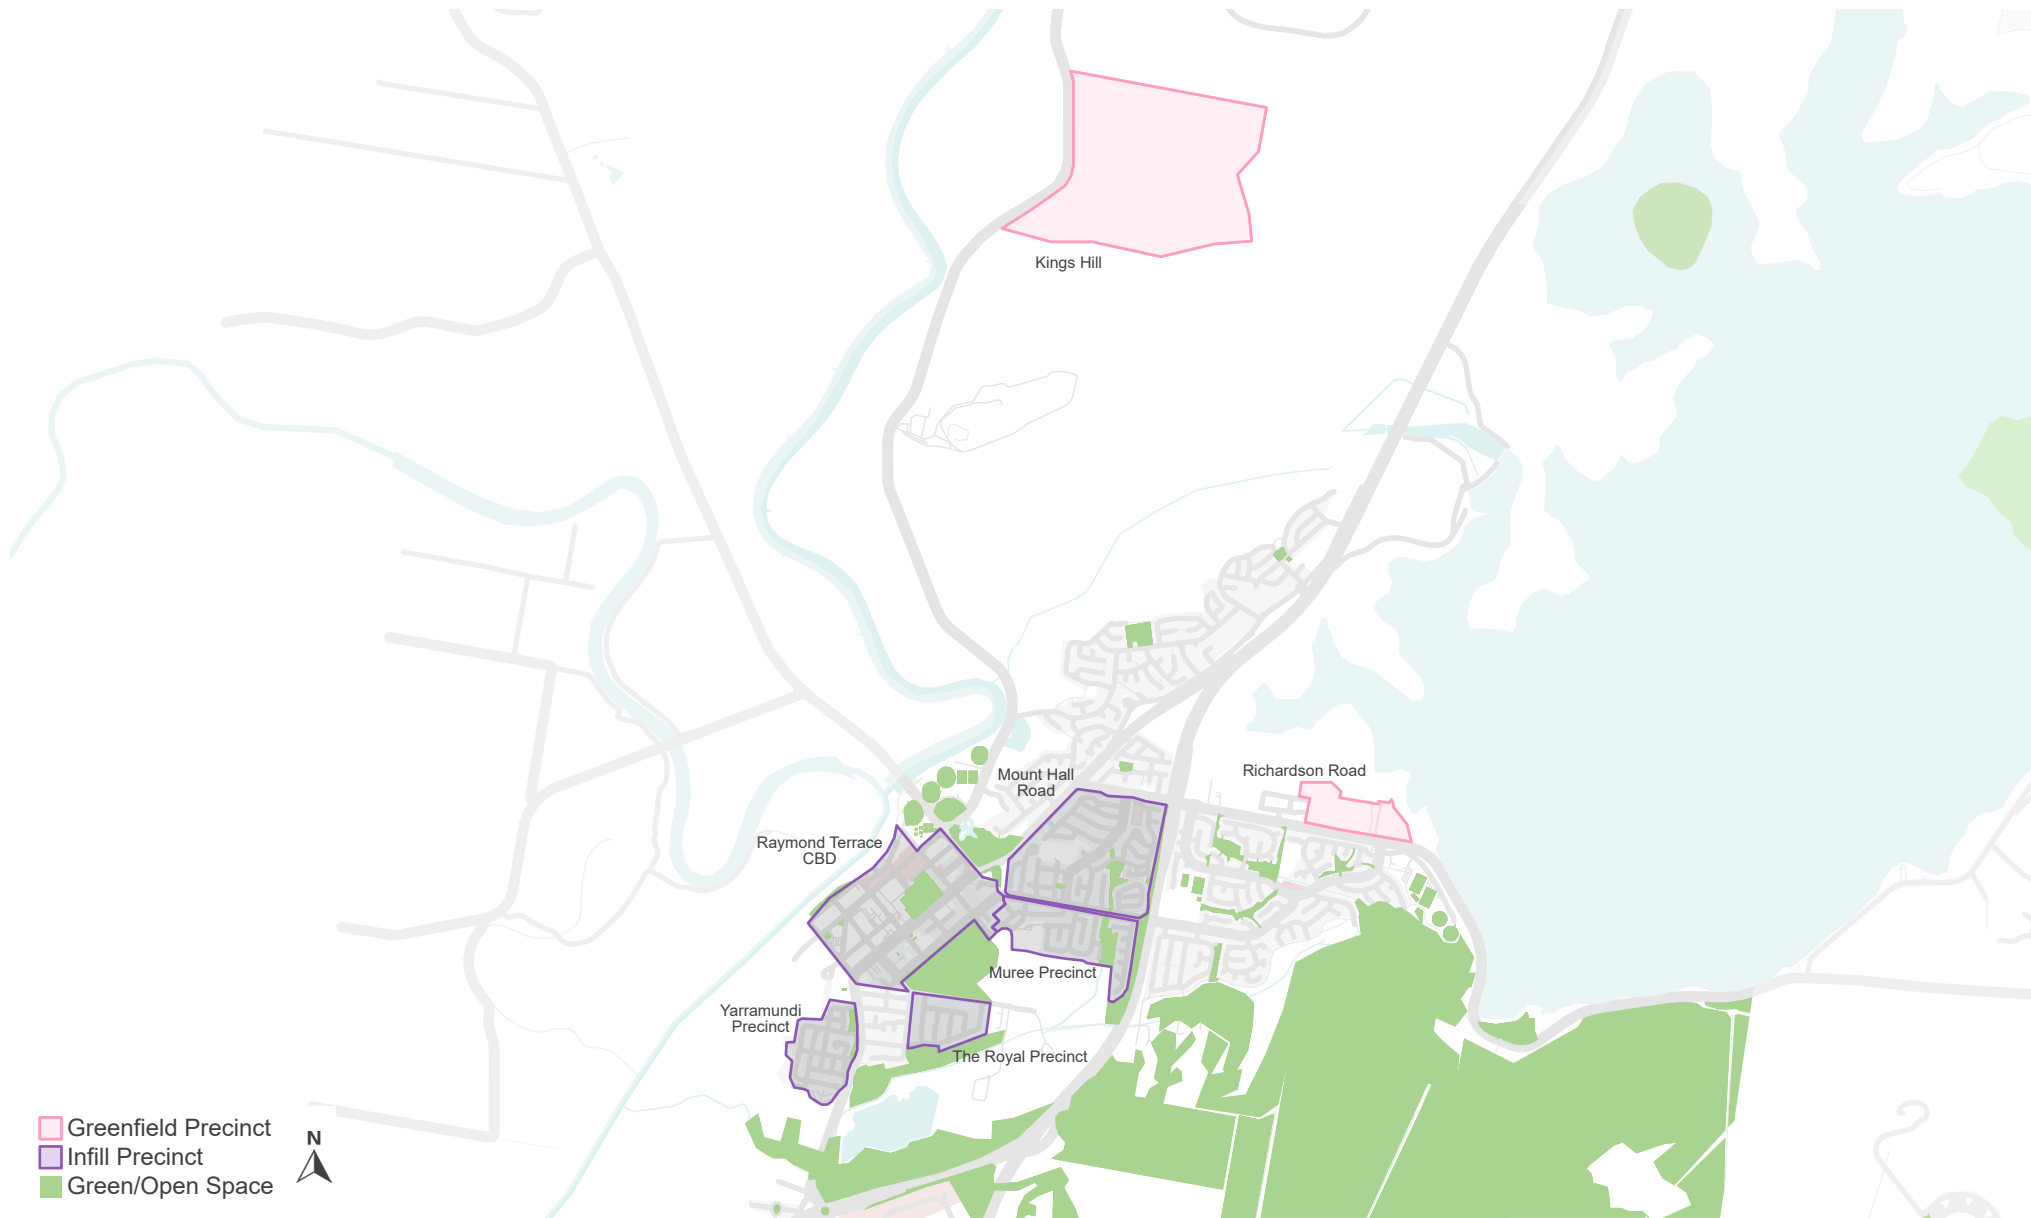 Kings Hill
Richardson Road
Mount Hall
Road
Raymond Terrace
CBD
Muree Precinct
Yarramundi
Precinct
The Royal Precinct
Greenfield Precinct
Infill Precinct
Green/Open Space
N